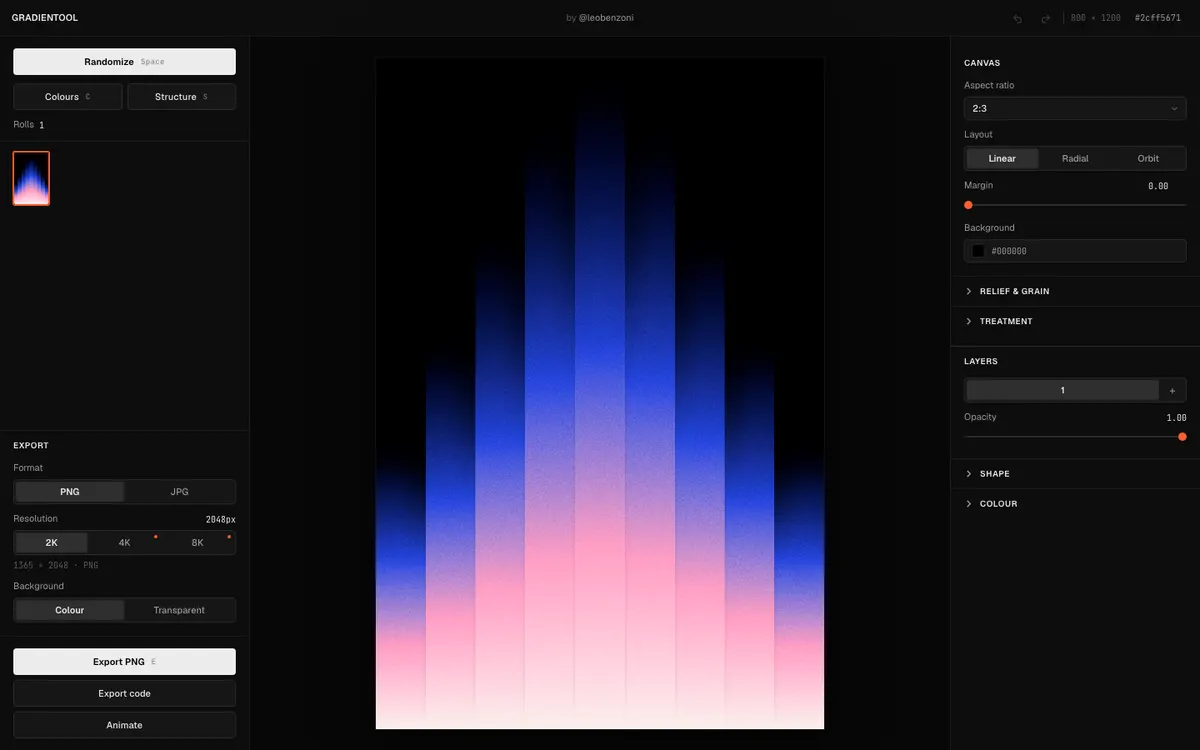 GRADIENTOOL
by @leobenzoni
800 × 1200 #2cff5671
Randomize Space
Colours C
Structure S
Rolls 1
EXPORT
Format
PNG JPG
Resolution 2048px
2K 4K 8K
1365 × 2048 · PNG
Background
Colour Transparent
Export PNG E
Export code
Animate
CANVAS
Aspect ratio
2:3
Layout
Linear Radial Orbit
Margin 0.00
Background
#000000
RELIEF & GRAIN
TREATMENT
LAYERS
1 +
Opacity 1.00
SHAPE
COLOUR